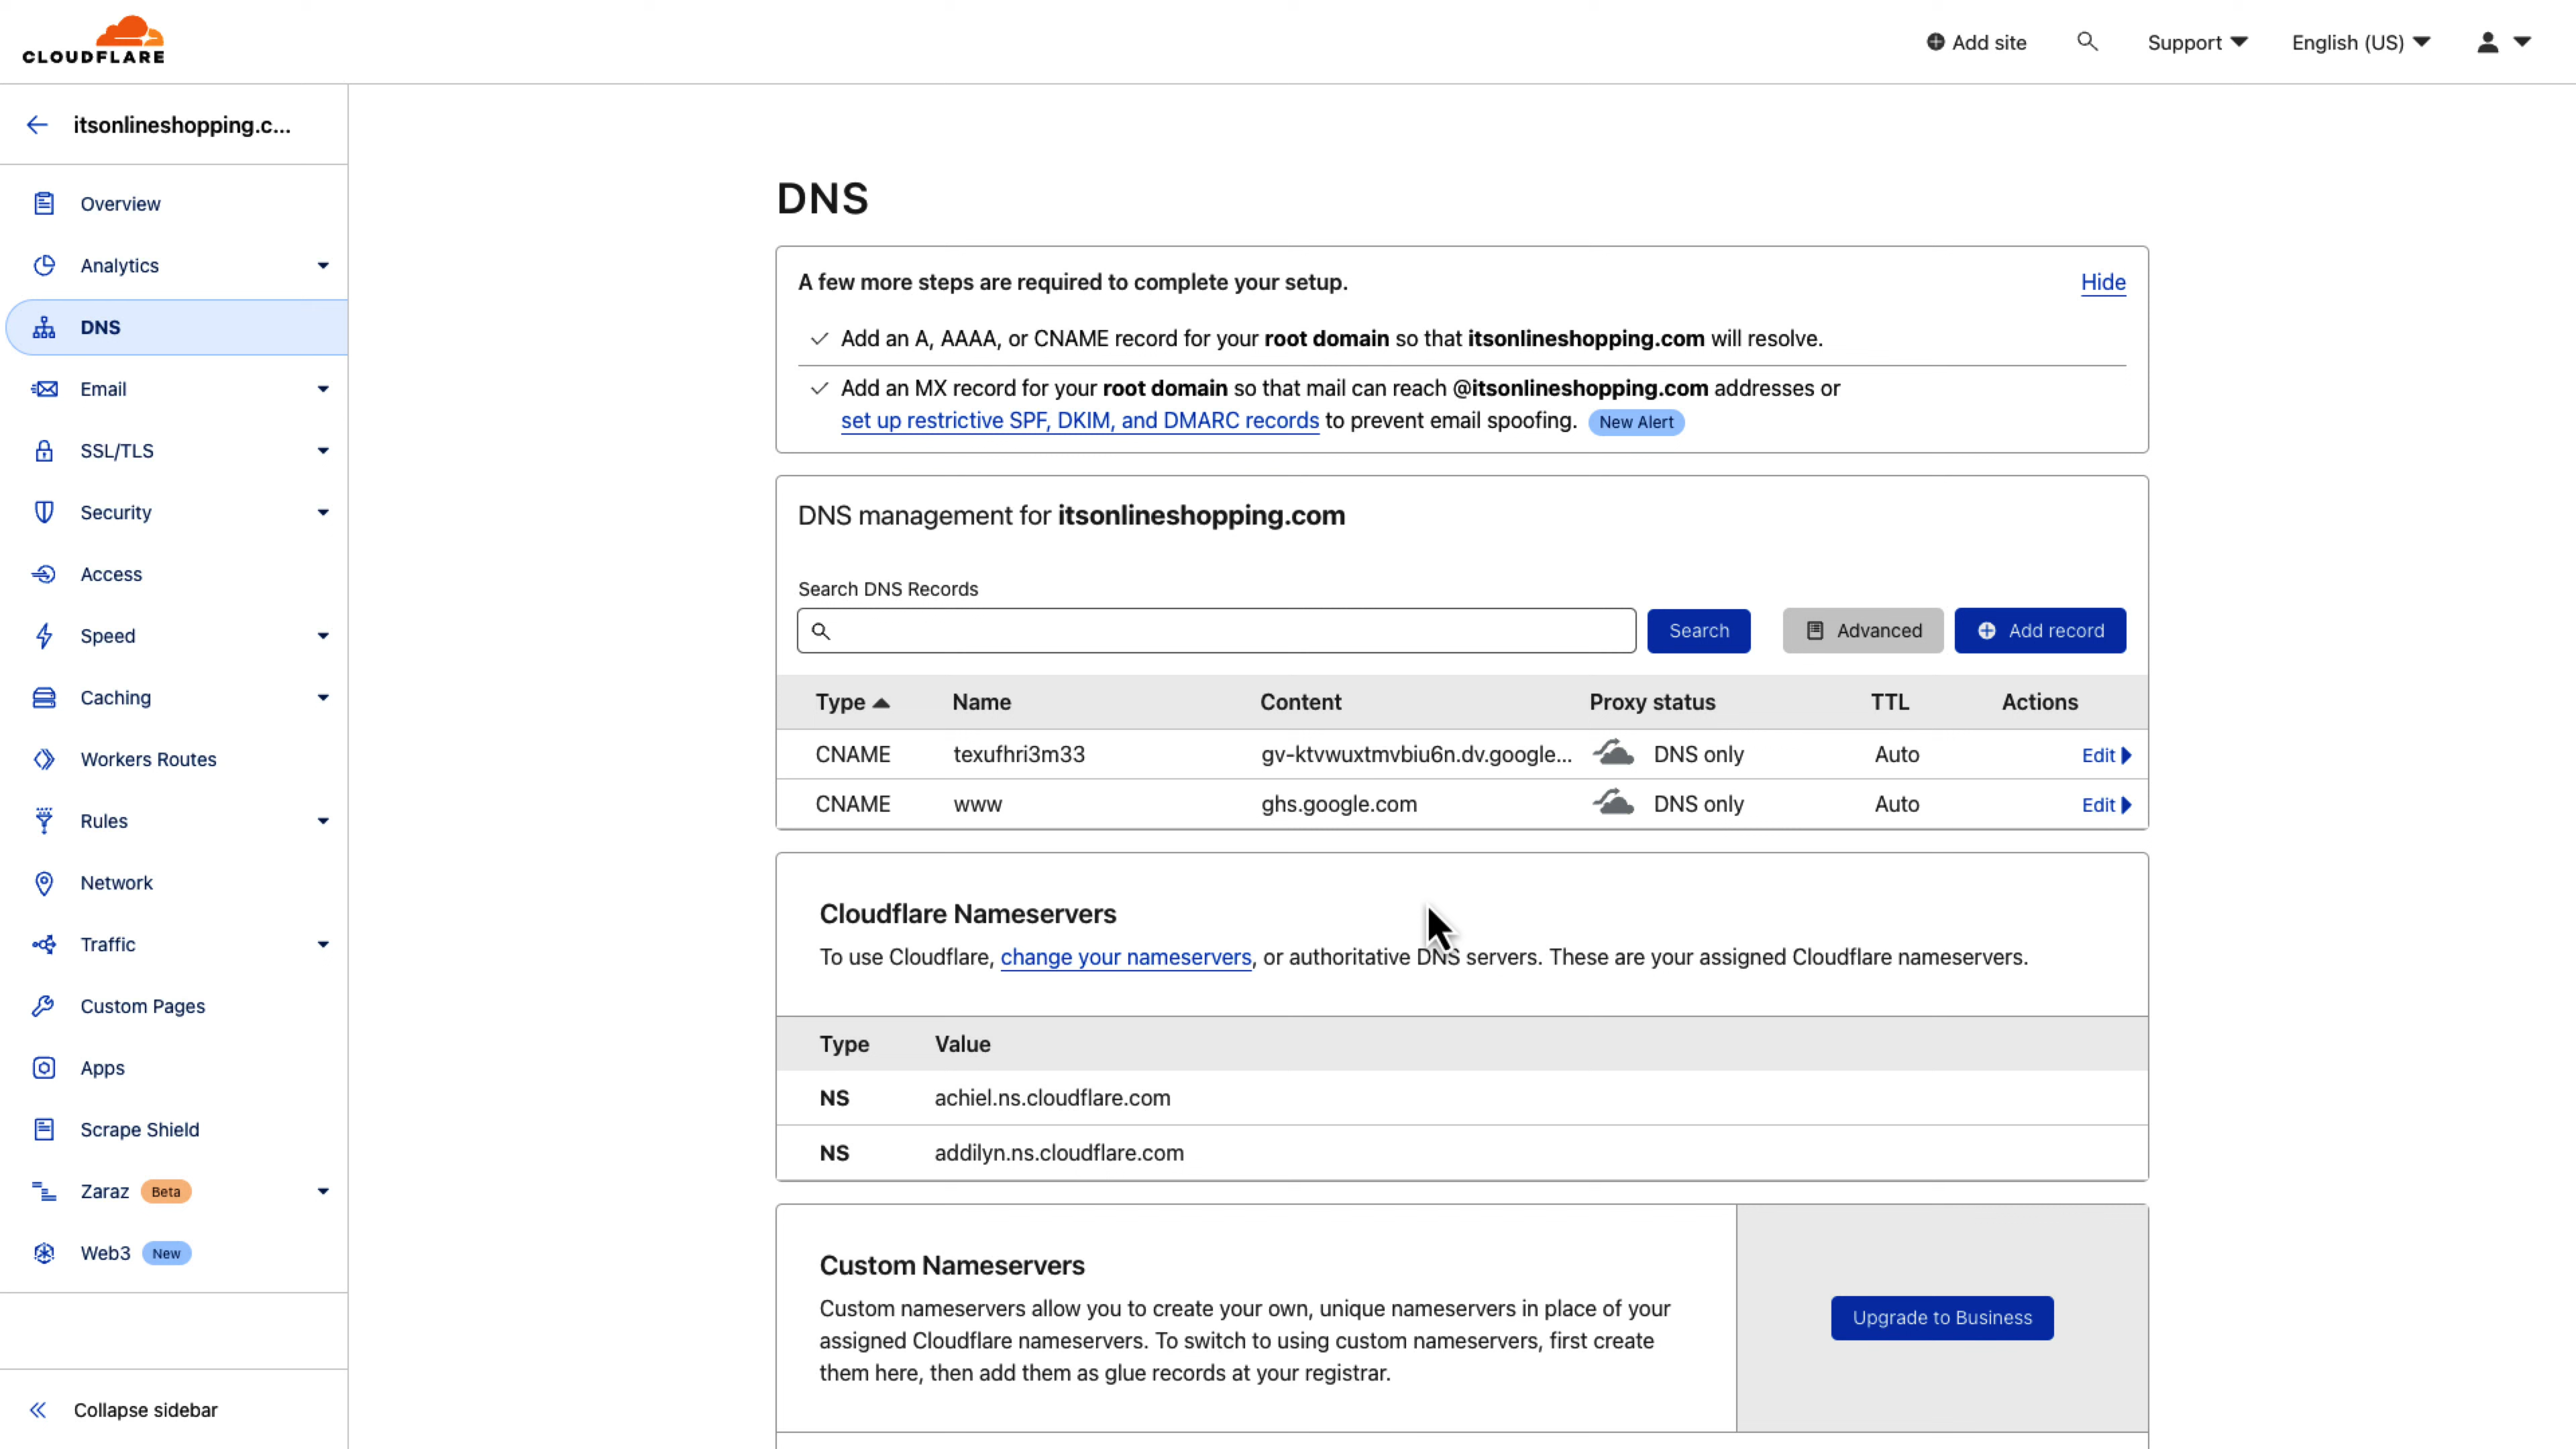 CLOUDFLARE
Add site
Support
English (US)
itsonlineshopping.c...
Overview
Analytics
DNS
Email
SSL/TLS
Security
Access
Speed
Caching
Workers Routes
Rules
Network
Traffic
Custom Pages
Apps
Scrape Shield
Zaraz Beta
Web3 New
Collapse sidebar
DNS
A few more steps are required to complete your setup.
Hide
Add an A, AAAA, or CNAME record for your root domain so that itsonlineshopping.com will resolve.
Add an MX record for your root domain so that mail can reach @itsonlineshopping.com addresses or
set up restrictive SPF, DKIM, and DMARC records to prevent email spoofing. New Alert
DNS management for itsonlineshopping.com
Search DNS Records
Search
Advanced
Add record
Type Name Content Proxy status TTL Actions
CNAME texufhri3m33 gv-ktvwuxtmvbiu6n.dv.google... DNS only Auto Edit
CNAME www ghs.google.com DNS only Auto Edit
Cloudflare Nameservers
To use Cloudflare, change your nameservers, or authoritative DNS servers. These are your assigned Cloudflare nameservers.
Type Value
NS achiel.ns.cloudflare.com
NS addilyn.ns.cloudflare.com
Custom Nameservers
Custom nameservers allow you to create your own, unique nameservers in place of your
assigned Cloudflare nameservers. To switch to using custom nameservers, first create
them here, then add them as glue records at your registrar.
Upgrade to Business